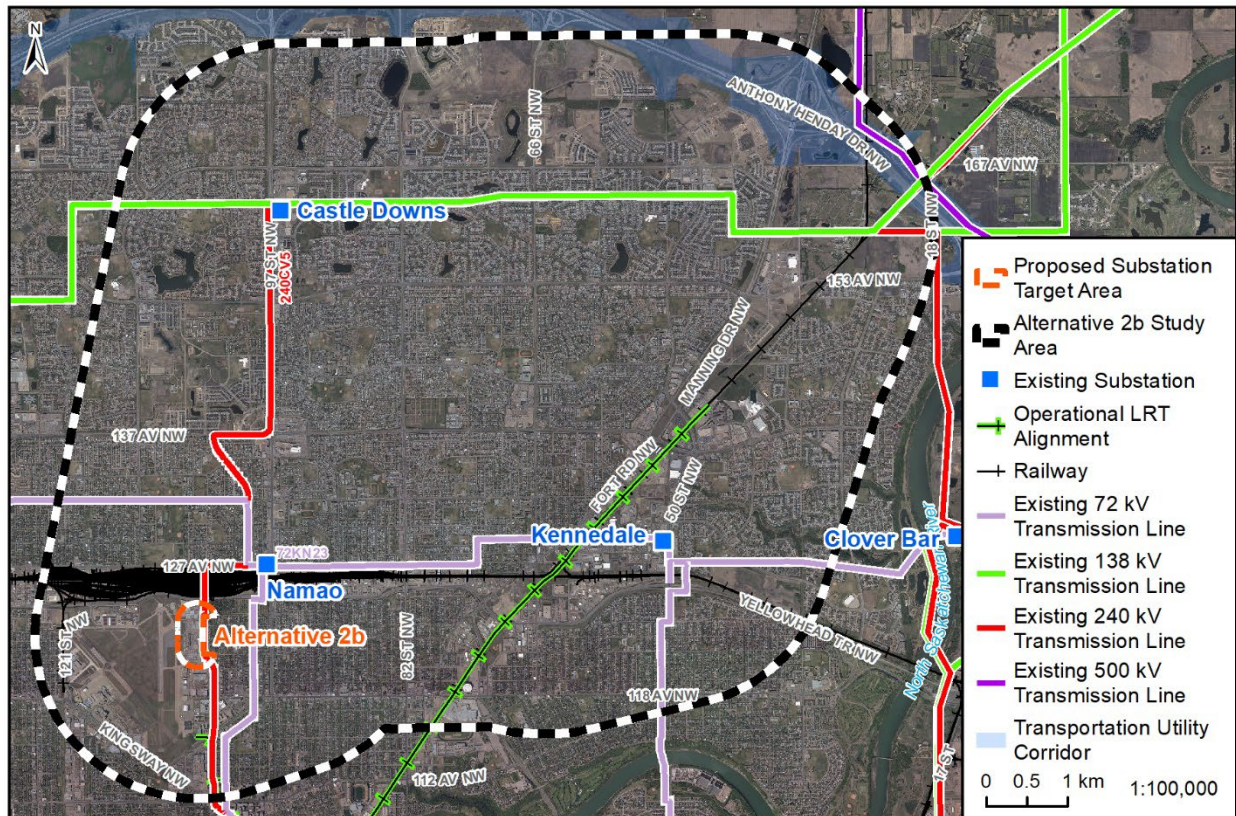 N
ANTHONY HENDAY DR NW
66 ST NW
167 AV NW
Castle Downs
97 ST NW
240CV5
18 ST NW
153 AV NW
MANNING DR NW
137 AV NW
FORT RD NW
50 ST NW
Kennedale
Clover Bar
72KN23
127 AV NW
Namao
121 ST NW
Alternative 2b
82 ST NW
YELLOWHEAD TR NW
North Saskatchewan River
118 AV NW
KINGSWAY NW
112 AV NW
17 ST
Proposed Substation
Target Area
Alternative 2b Study
Area
Existing Substation
Operational LRT
Alignment
Railway
Existing 72 kV
Transmission Line
Existing 138 kV
Transmission Line
Existing 240 kV
Transmission Line
Existing 500 kV
Transmission Line
Transportation Utility
Corridor
0 0.5 1 km
1:100,000